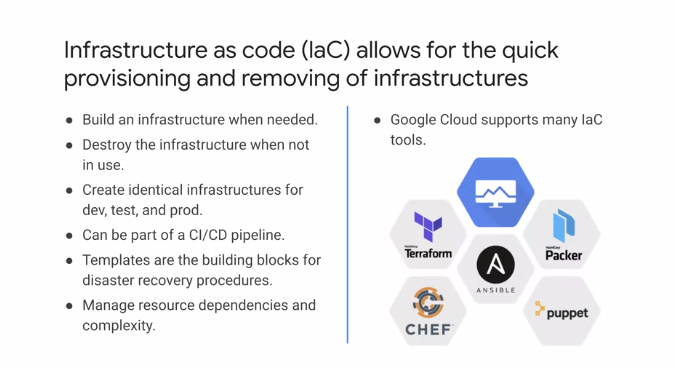 Infrastructure as code (IaC) allows for the quick
provisioning and removing of infrastructures
● Build an infrastructure when needed.
● Destroy the infrastructure when not
in use.
● Create identical infrastructures for
dev, test, and prod.
● Can be part of a CI/CD pipeline.
● Templates are the building blocks for
disaster recovery procedures.
● Manage resource dependencies and
complexity.
● Google Cloud supports many IaC
tools.
HashiCorp
Terraform
HashiCorp
Packer
ANSIBLE
CHEF
puppet